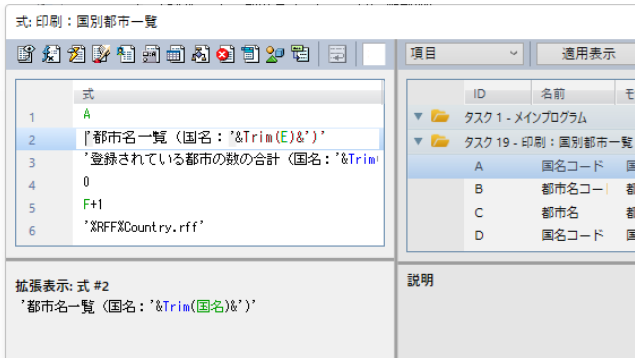 式: 印刷：国別都市一覧
項目
適用表示
式
1 A
2 '都市名一覧（国名：'&Trim(E)&')'
3 '登録されている都市の数の合計（国名：'&Trim(
4 0
5 F+1
6 '%RFF%Country.rff'
ID 名前 モ
タスク 1 - メインプログラム
タスク 19 - 印刷：国別都市一覧
A 国名コード 国
B 都市名コード 都
C 都市名 都
D 国名コード 国
拡張表示: 式 #2
'都市名一覧（国名：'&Trim(国名)&')'
説明